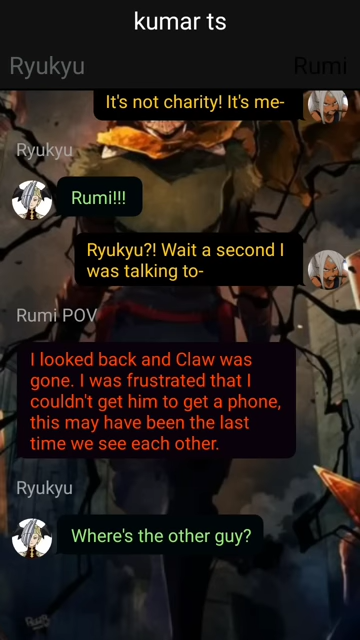 kumar ts
Ryukyu
Rumi
It's not charity! It's me-
Ryukyu
Rumi!!!
Ryukyu?! Wait a second I
was talking to-
Rumi POV
I looked back and Claw was
gone. I was frustrated that I
couldn't get him to get a phone,
this may have been the last
time we see each other.
Ryukyu
Where's the other guy?